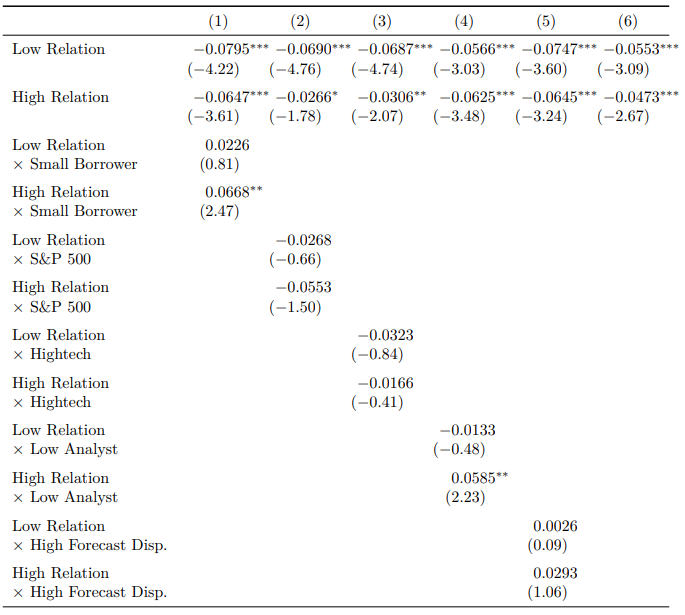 (1) (2) (3) (4) (5) (6)
Low Relation −0.0795*** −0.0690*** −0.0687*** −0.0566*** −0.0747*** −0.0553***
(−4.22) (−4.76) (−4.74) (−3.03) (−3.60) (−3.09)
High Relation −0.0647*** −0.0266* −0.0306** −0.0625*** −0.0645*** −0.0473***
(−3.61) (−1.78) (−2.07) (−3.48) (−3.24) (−2.67)
Low Relation 0.0226
× Small Borrower (0.81)
High Relation 0.0668**
× Small Borrower (2.47)
Low Relation −0.0268
× S&P 500 (−0.66)
High Relation −0.0553
× S&P 500 (−1.50)
Low Relation −0.0323
× Hightech (−0.84)
High Relation −0.0166
× Hightech (−0.41)
Low Relation −0.0133
× Low Analyst (−0.48)
High Relation 0.0585**
× Low Analyst (2.23)
Low Relation 0.0026
× High Forecast Disp. (0.09)
High Relation 0.0293
× High Forecast Disp. (1.06)